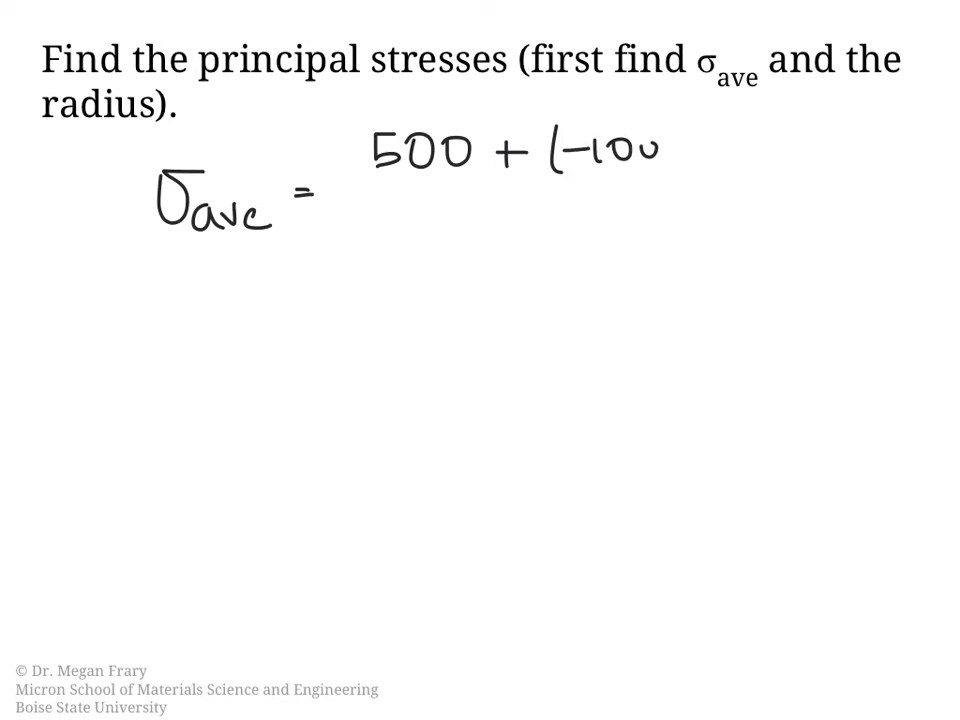 Find the principal stresses (first find σave and the
radius).
σave = 500 + (-100
© Dr. Megan Frary
Micron School of Materials Science and Engineering
Boise State University